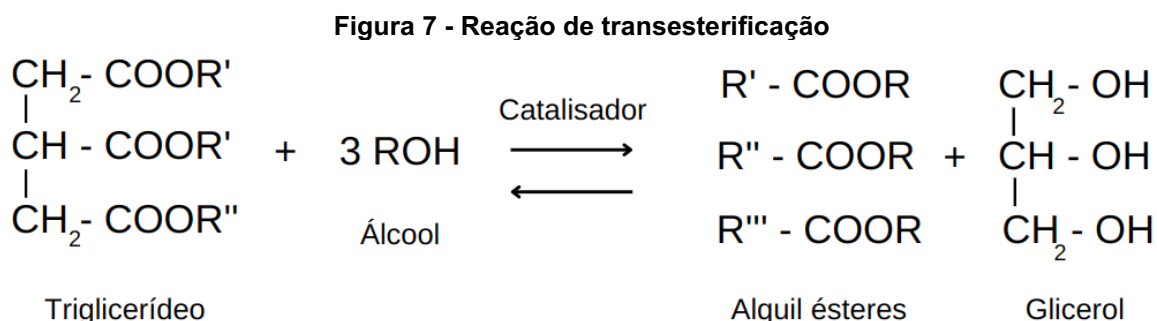 Figura 7 - Reação de transesterificação
CH₂- COOR'
CH - COOR'
CH₂- COOR"
Triglicerídeo
+
3 ROH
Álcool
Catalisador
R' - COOR
R" - COOR
R''' - COOR
Alquil ésteres
+
CH₂- OH
CH - OH
CH₂- OH
Glicerol